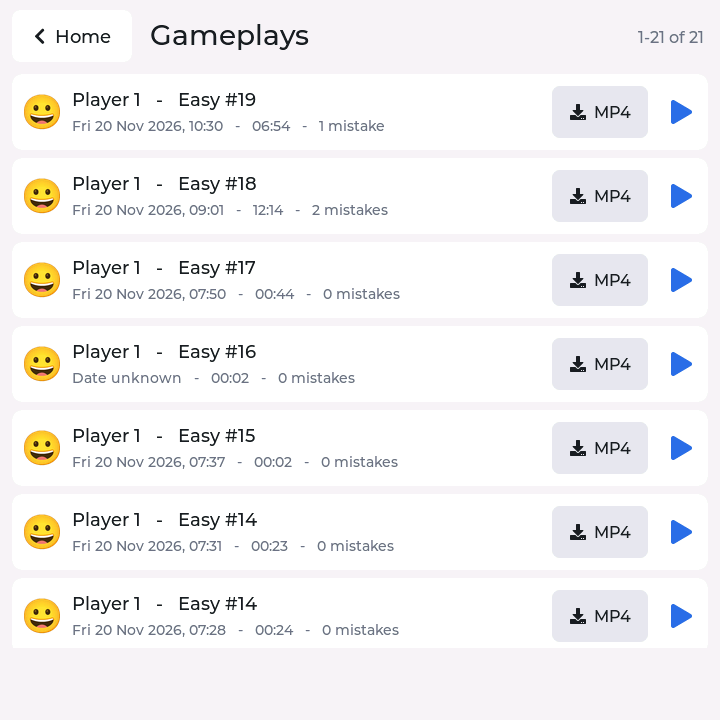 Home
Gameplays
1-21 of 21
Player 1 - Easy #19
Fri 20 Nov 2026, 10:30 - 06:54 - 1 mistake
MP4
Player 1 - Easy #18
Fri 20 Nov 2026, 09:01 - 12:14 - 2 mistakes
MP4
Player 1 - Easy #17
Fri 20 Nov 2026, 07:50 - 00:44 - 0 mistakes
MP4
Player 1 - Easy #16
Date unknown - 00:02 - 0 mistakes
MP4
Player 1 - Easy #15
Fri 20 Nov 2026, 07:37 - 00:02 - 0 mistakes
MP4
Player 1 - Easy #14
Fri 20 Nov 2026, 07:31 - 00:23 - 0 mistakes
MP4
Player 1 - Easy #14
Fri 20 Nov 2026, 07:28 - 00:24 - 0 mistakes
MP4